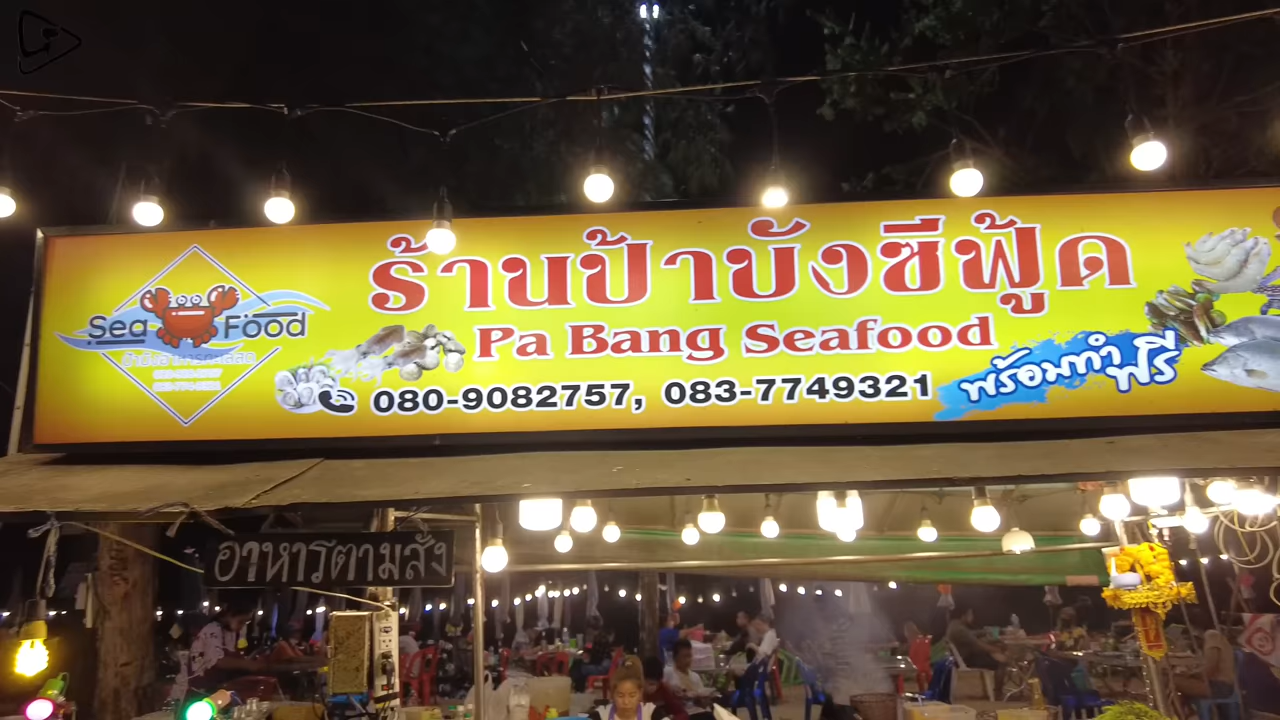 ร้านป้าบังซีฟู้ด
Pa Bang Seafood
080-9082757, 083-7749321
พร้อมทำ
ฟรี
Sea Food
อาหารตามสั่ง